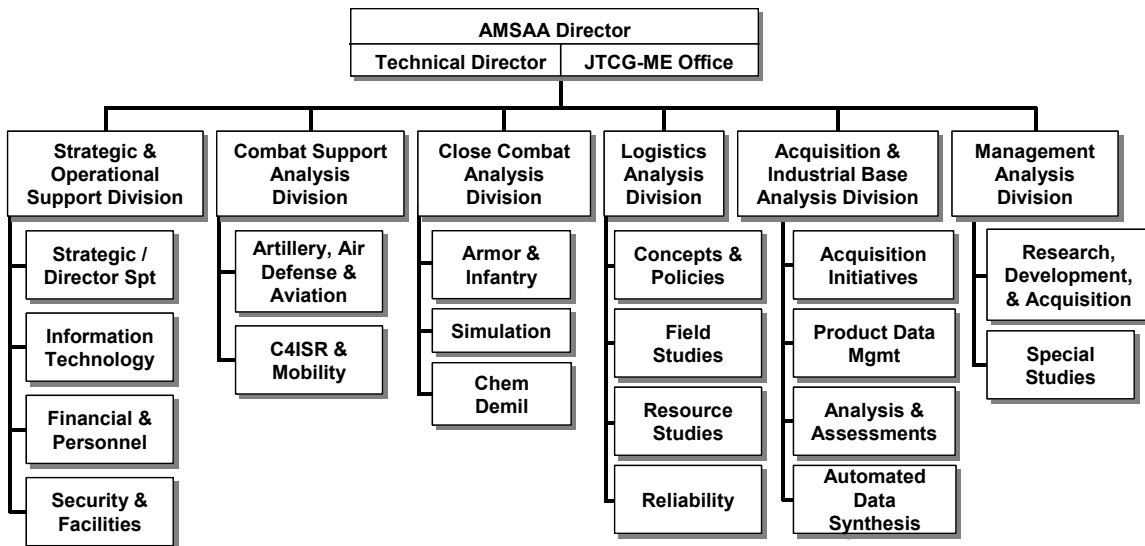 AMSAA Director
Technical Director
JTCG-ME Office
Strategic &
Operational
Support Division
Strategic /
Director Spt
Information
Technology
Financial &
Personnel
Security &
Facilities
Combat Support
Analysis
Division
Artillery, Air
Defense &
Aviation
C4ISR &
Mobility
Close Combat
Analysis
Division
Armor &
Infantry
Simulation
Chem
Demil
Logistics
Analysis
Division
Concepts &
Policies
Field
Studies
Resource
Studies
Reliability
Acquisition &
Industrial Base
Analysis Division
Acquisition
Initiatives
Product Data
Mgmt
Analysis &
Assessments
Automated
Data
Synthesis
Management
Analysis
Division
Research,
Development,
& Acquisition
Special
Studies